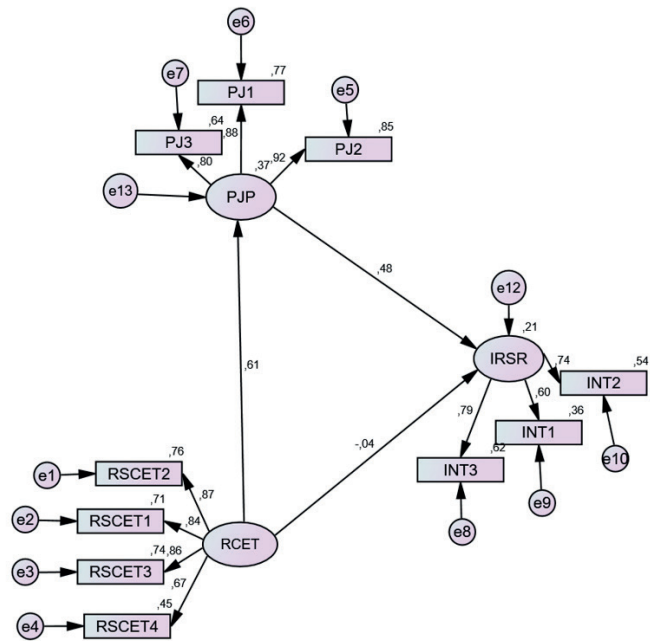 e6
e7
,77
PJ1
e5
,64
,88
,85
PJ3
PJ2
,80
,37
,92
e13
PJP
,48
e12
,21
IRSR
,74
,54
INT2
,61
,60
,79
,36
-,04
INT1
,62
INT3
e10
,76
e1
RSCET2
,87
e9
,71
e2
RSCET1
,84
e8
RCET
,74
,86
e3
RSCET3
,67
,45
e4
RSCET4